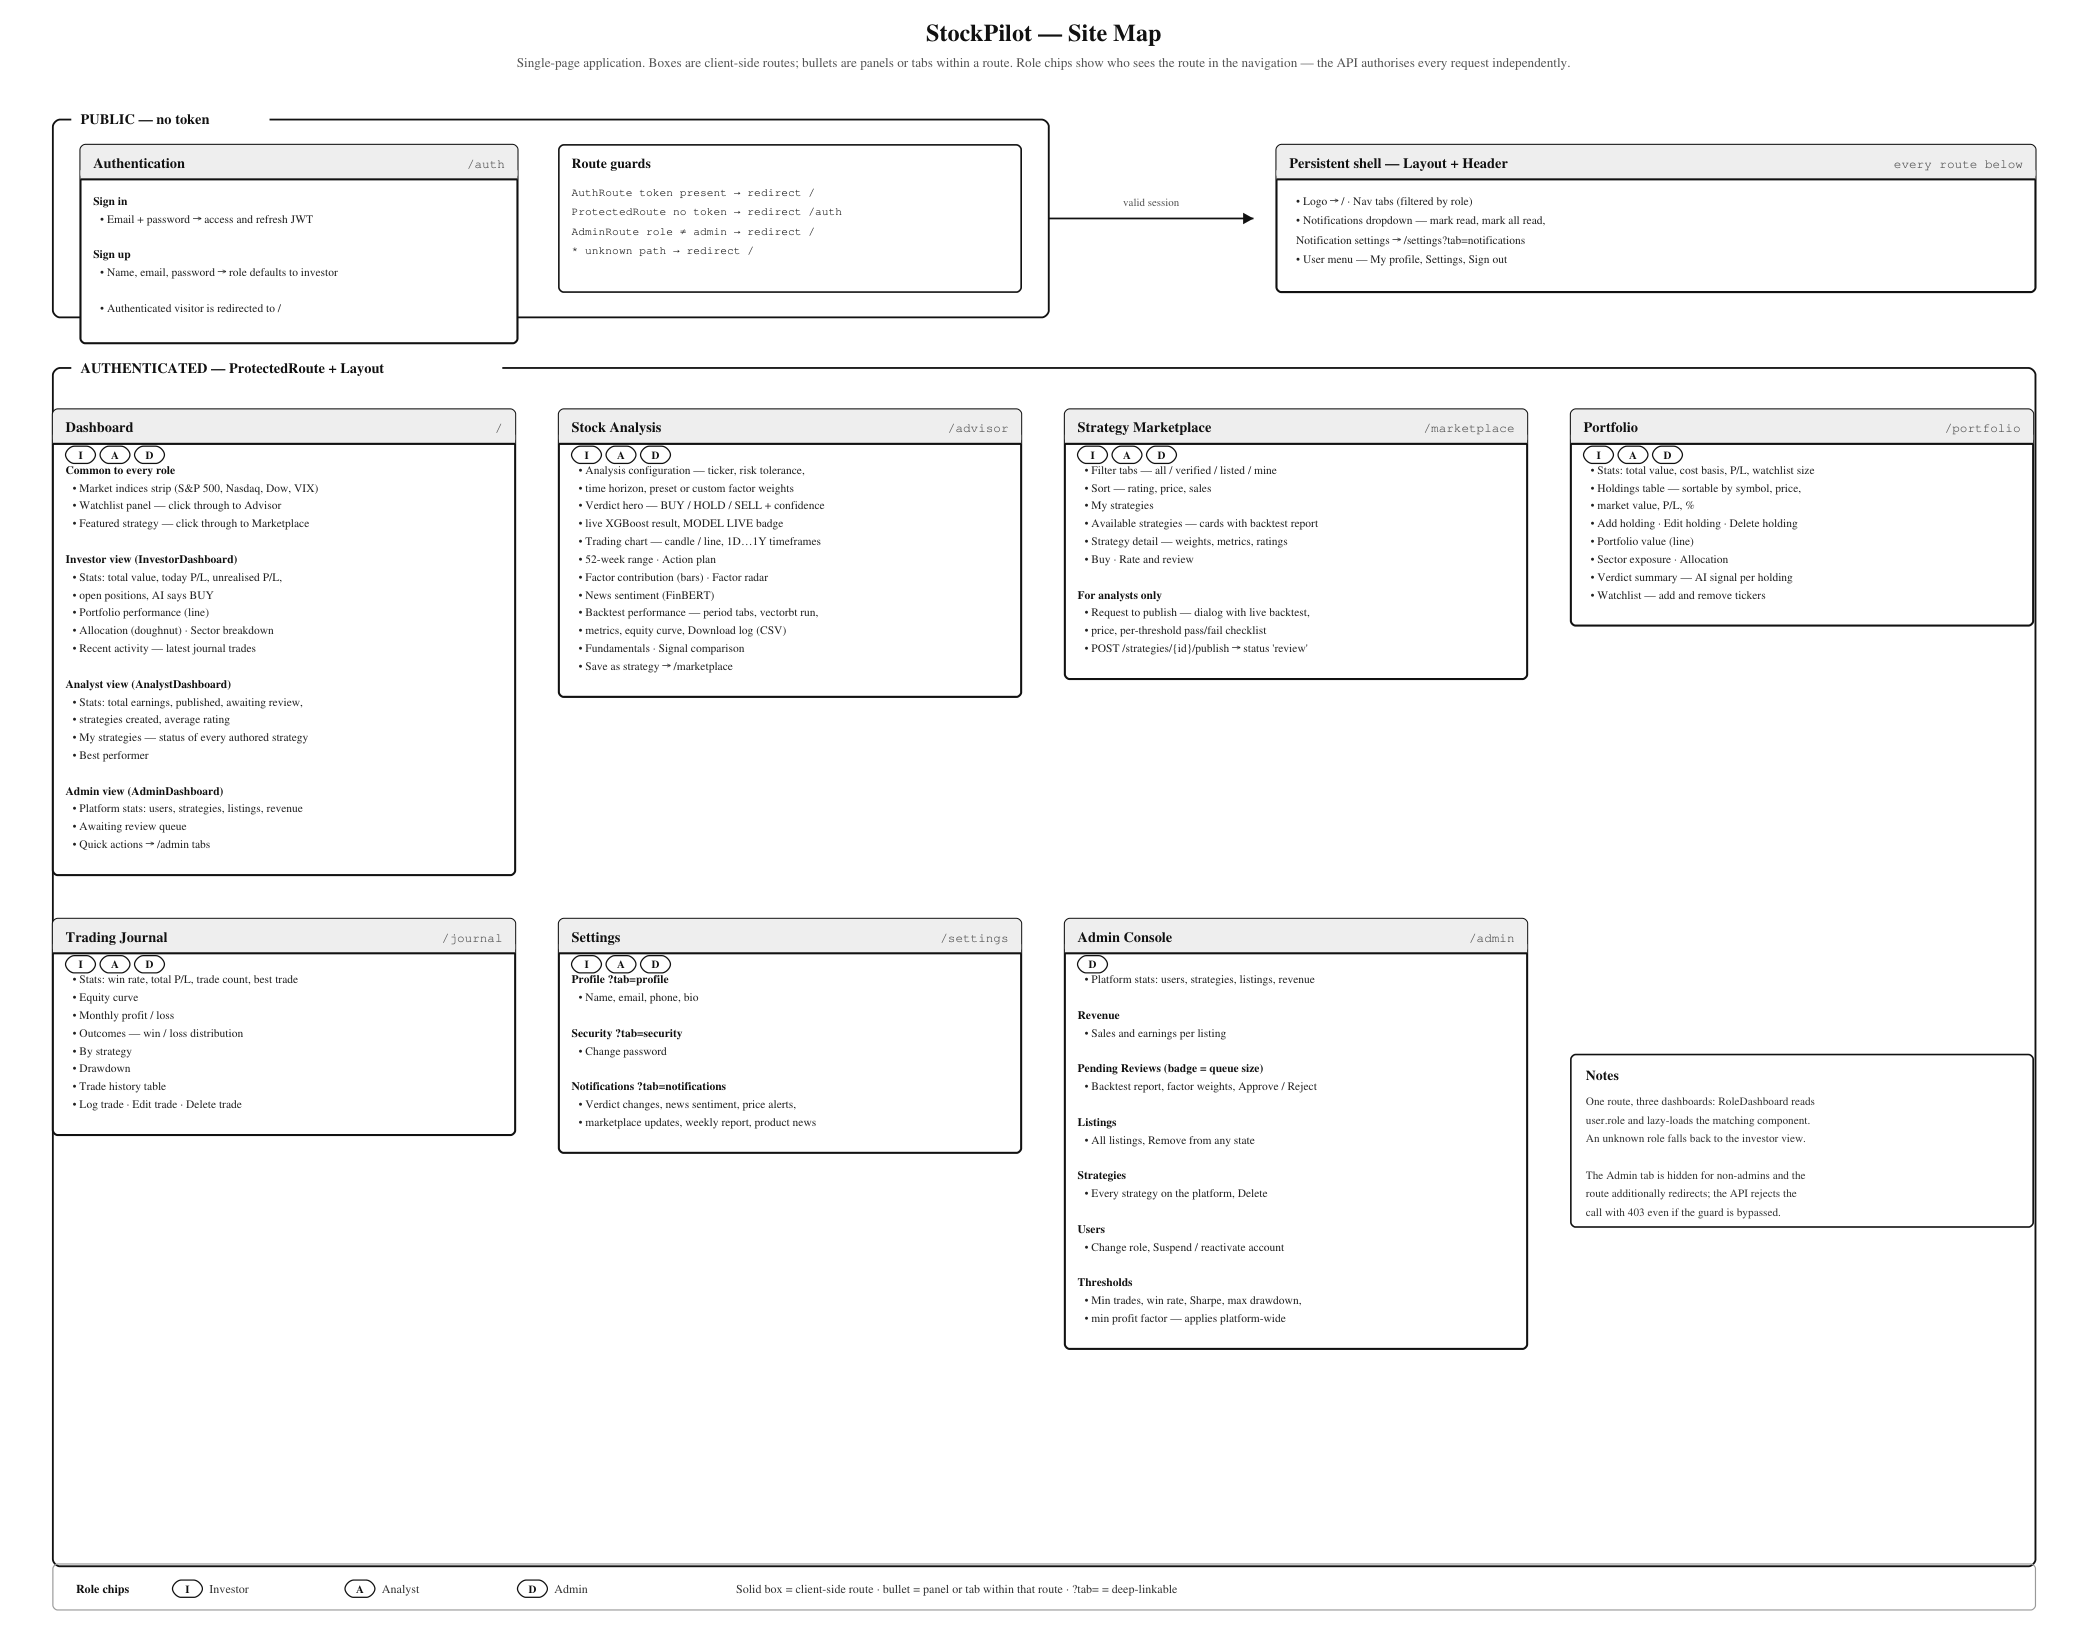 StockPilot — Site Map
Single-page application. Boxes are client-side routes; bullets are panels or tabs within a route. Role chips show who sees the route in the navigation — the API authorises every request independently.
PUBLIC — no token
Authentication /auth
Sign in
• Email + password → access and refresh JWT
Sign up
• Name, email, password → role defaults to investor
• Authenticated visitor is redirected to /
Route guards
AuthRoute token present → redirect /
ProtectedRoute no token → redirect /auth
AdminRoute role ≠ admin → redirect /
* unknown path → redirect /
valid session
Persistent shell — Layout + Header every route below
• Logo → / · Nav tabs (filtered by role)
• Notifications dropdown — mark read, mark all read,
Notification settings → /settings?tab=notifications
• User menu — My profile, Settings, Sign out
AUTHENTICATED — ProtectedRoute + Layout
Dashboard /
I A D
Common to every role
• Market indices strip (S&P 500, Nasdaq, Dow, VIX)
• Watchlist panel — click through to Advisor
• Featured strategy — click through to Marketplace
Investor view (InvestorDashboard)
• Stats: total value, today P/L, unrealised P/L,
• open positions, AI says BUY
• Portfolio performance (line)
• Allocation (doughnut) · Sector breakdown
• Recent activity — latest journal trades
Analyst view (AnalystDashboard)
• Stats: total earnings, published, awaiting review,
• strategies created, average rating
• My strategies — status of every authored strategy
• Best performer
Admin view (AdminDashboard)
• Platform stats: users, strategies, listings, revenue
• Awaiting review queue
• Quick actions → /admin tabs
Stock Analysis /advisor
I A D
• Analysis configuration — ticker, risk tolerance,
• time horizon, preset or custom factor weights
• Verdict hero — BUY / HOLD / SELL + confidence
• live XGBoost result, MODEL LIVE badge
• Trading chart — candle / line, 1D…1Y timeframes
• 52-week range · Action plan
• Factor contribution (bars) · Factor radar
• News sentiment (FinBERT)
• Backtest performance — period tabs, vectorbt run,
• metrics, equity curve, Download log (CSV)
• Fundamentals · Signal comparison
• Save as strategy → /marketplace
Strategy Marketplace /marketplace
I A D
• Filter tabs — all / verified / listed / mine
• Sort — rating, price, sales
• My strategies
• Available strategies — cards with backtest report
• Strategy detail — weights, metrics, ratings
• Buy · Rate and review
For analysts only
• Request to publish — dialog with live backtest,
• price, per-threshold pass/fail checklist
• POST /strategies/{id}/publish → status 'review'
Portfolio /portfolio
I A D
• Stats: total value, cost basis, P/L, watchlist size
• Holdings table — sortable by symbol, price,
• market value, P/L, %
• Add holding · Edit holding · Delete holding
• Portfolio value (line)
• Sector exposure · Allocation
• Verdict summary — AI signal per holding
• Watchlist — add and remove tickers
Trading Journal /journal
I A D
• Stats: win rate, total P/L, trade count, best trade
• Equity curve
• Monthly profit / loss
• Outcomes — win / loss distribution
• By strategy
• Drawdown
• Trade history table
• Log trade · Edit trade · Delete trade
Settings /settings
I A D
Profile ?tab=profile
• Name, email, phone, bio
Security ?tab=security
• Change password
Notifications ?tab=notifications
• Verdict changes, news sentiment, price alerts,
• marketplace updates, weekly report, product news
Admin Console /admin
D
• Platform stats: users, strategies, listings, revenue
Revenue
• Sales and earnings per listing
Pending Reviews (badge = queue size)
• Backtest report, factor weights, Approve / Reject
Listings
• All listings, Remove from any state
Strategies
• Every strategy on the platform, Delete
Users
• Change role, Suspend / reactivate account
Thresholds
• Min trades, win rate, Sharpe, max drawdown,
• min profit factor — applies platform-wide
Notes
One route, three dashboards: RoleDashboard reads
user.role and lazy-loads the matching component.
An unknown role falls back to the investor view.
The Admin tab is hidden for non-admins and the
route additionally redirects; the API rejects the
call with 403 even if the guard is bypassed.
Role chips I Investor A Analyst D Admin Solid box = client-side route · bullet = panel or tab within that route · ?tab= = deep-linkable